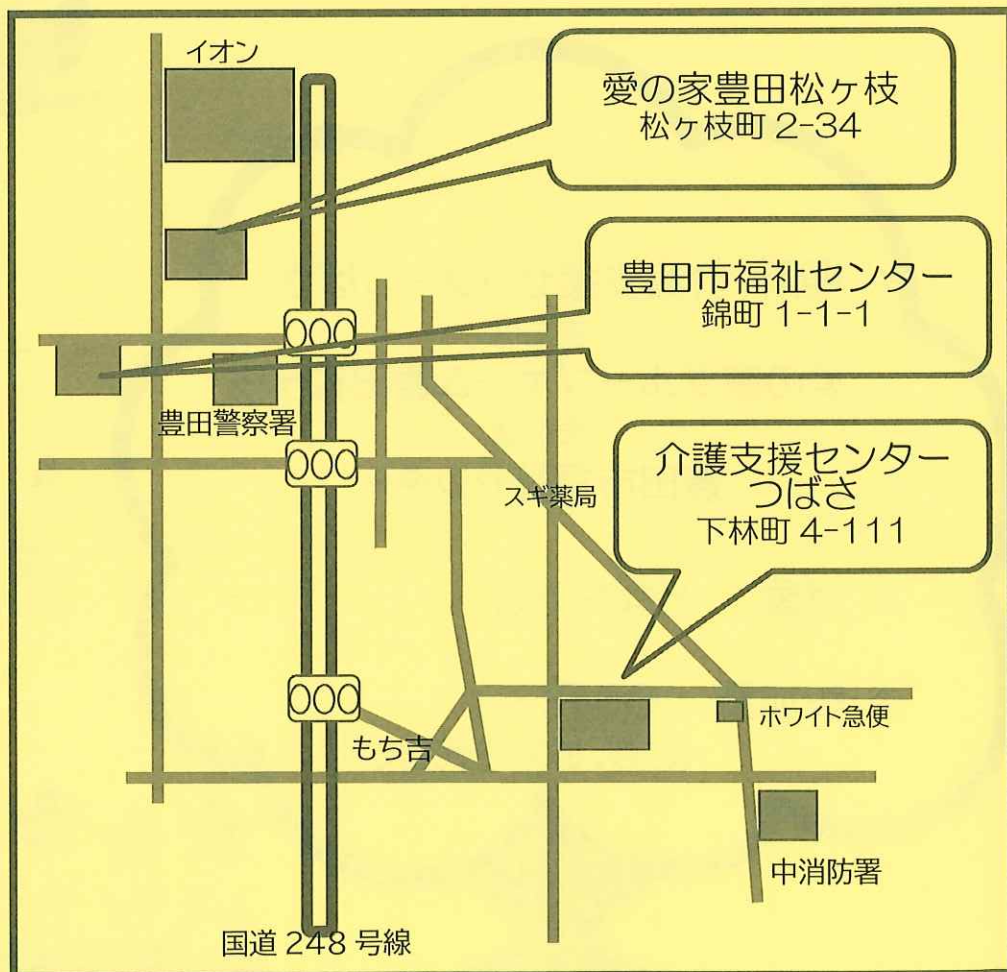 イオン
愛の家豊田松ヶ枝
松ヶ枝町 2-34
豊田市福祉センター
錦町 1-1-1
豊田警察署
介護支援センター
つばさ
下林町 4-111
スギ薬局
ホワイト急便
もち吉
中消防署
国道 248 号線